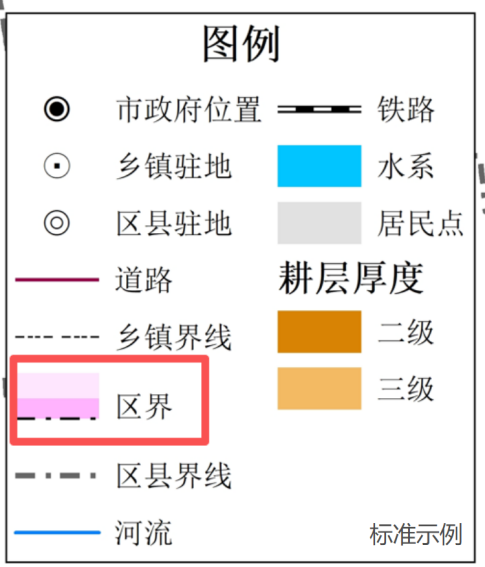 图例
市政府位置
铁路
乡镇驻地
水系
区县驻地
居民点
道路
耕层厚度
乡镇界线
二级
三级
区界
区县界线
河流
标准示例